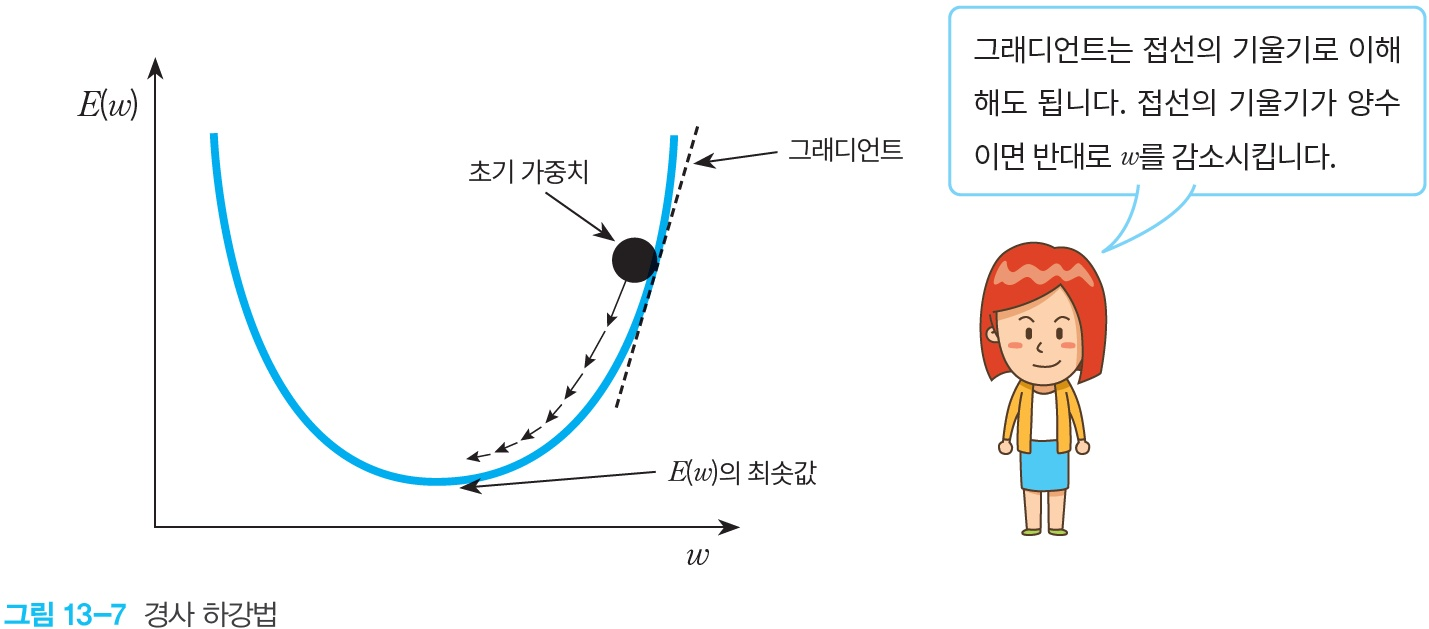 그래디언트는 접선의 기울기로 이해
해도 됩니다. 접선의 기울기가 양수
이면 반대로 w를 감소시킵니다.
E(w)
초기 가중치
그래디언트
E(w)의 최솟값
w
그림 13-7 경사 하강법